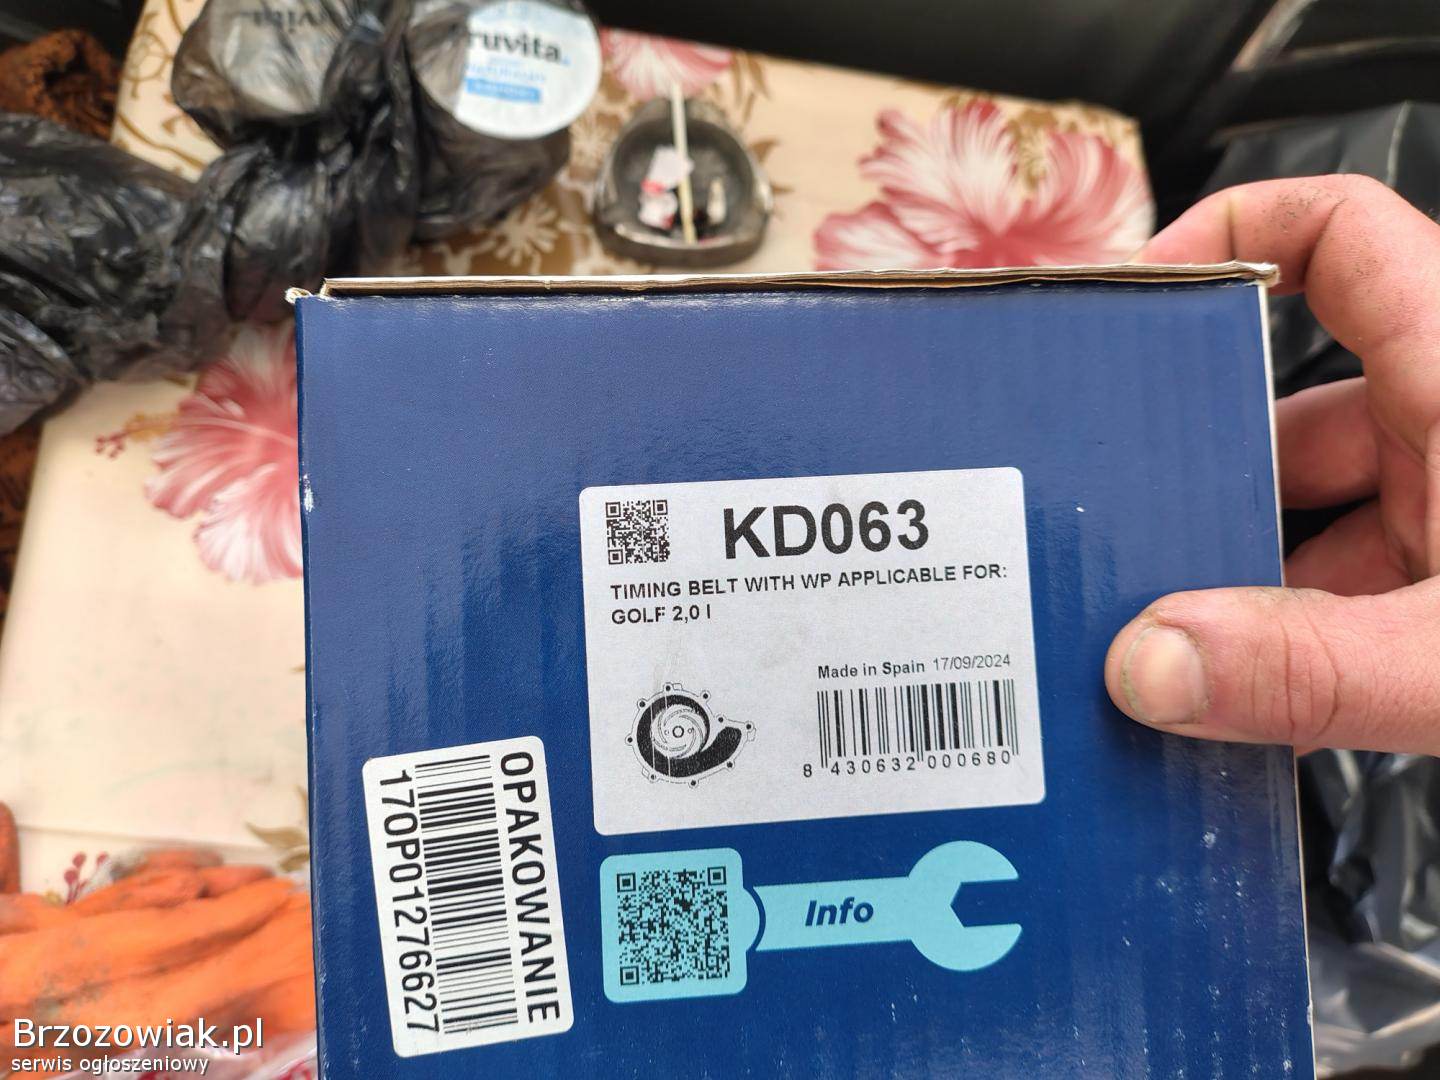 ruvita.
KD063
TIMING BELT WITH WP APPLICABLE FOR:
GOLF 2,0 l
Made in Spain 17/09/2024
8 430632 000680
OPAKOWANIE
170P01276627
Info
Brzozowiak.pl
serwis ogłoszeniowy